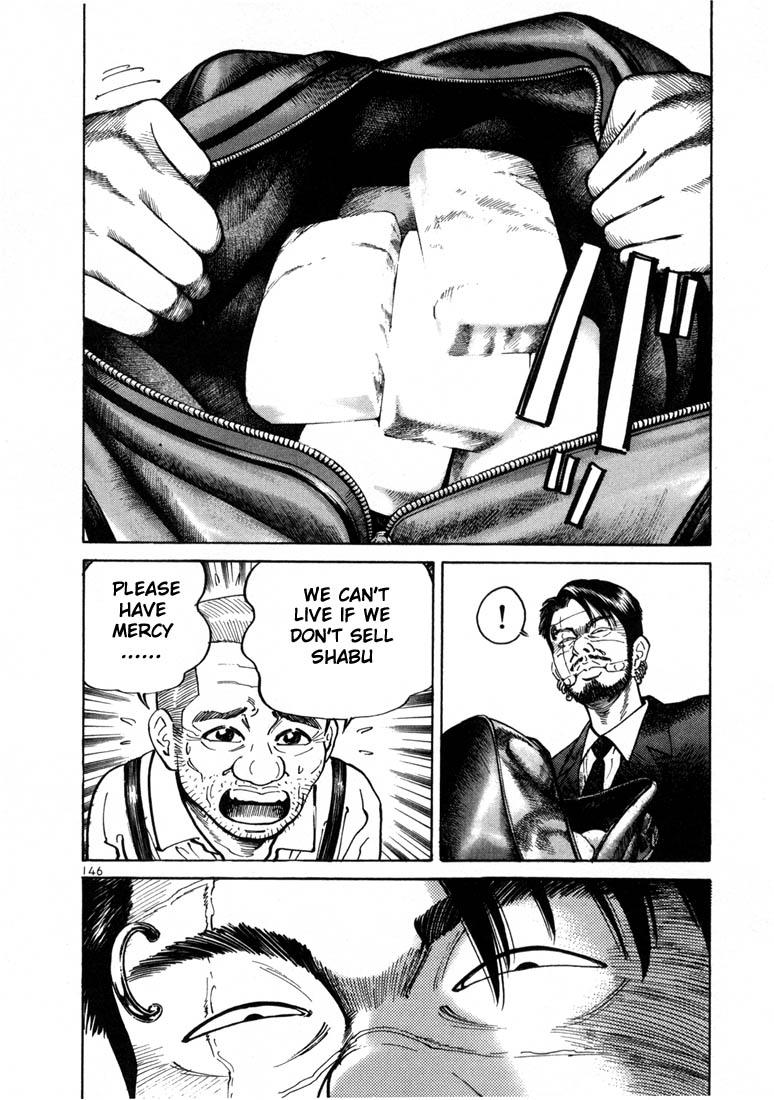 !
WE CAN'T
LIVE IF WE
DON'T SELL
SHABU
PLEASE
HAVE
MERCY
......
146